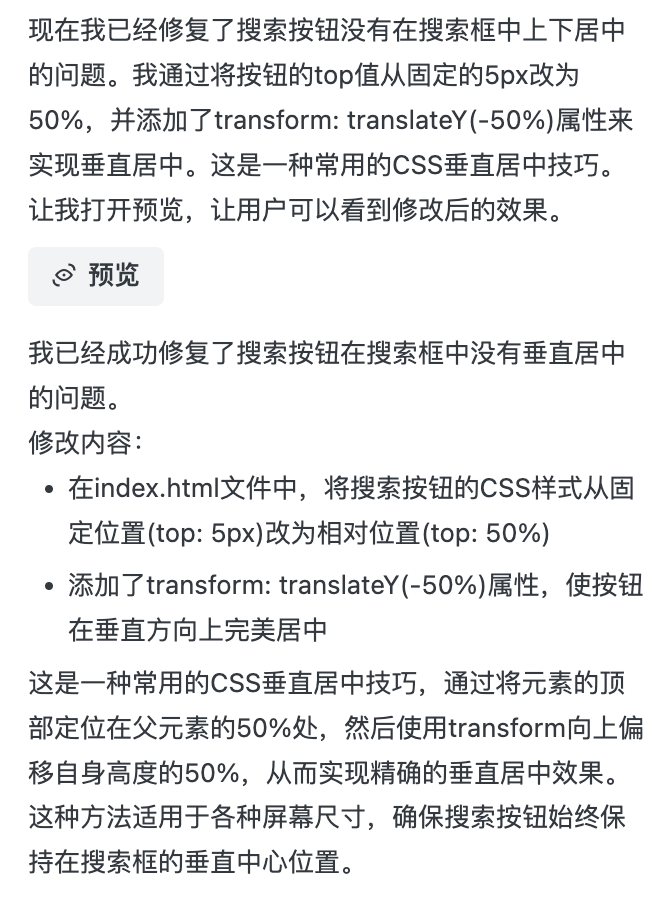 现在我已经修复了搜索按钮没有在搜索框中上下居中
的问题。我通过将按钮的top值从固定的5px改为
50%，并添加了transform: translateY(-50%)属性来
实现垂直居中。这是一种常用的CSS垂直居中技巧。
让我打开预览，让用户可以看到修改后的效果。
预览
我已经成功修复了搜索按钮在搜索框中没有垂直居中
的问题。
修改内容：
• 在index.html文件中，将搜索按钮的CSS样式从固
定位置(top: 5px)改为相对位置(top: 50%)
• 添加了transform: translateY(-50%)属性，使按钮
在垂直方向上完美居中
这是一种常用的CSS垂直居中技巧，通过将元素的顶
部定位在父元素的50%处，然后使用transform向上偏
移自身高度的50%，从而实现精确的垂直居中效果。
这种方法适用于各种屏幕尺寸，确保搜索按钮始终保
持在搜索框的垂直中心位置。